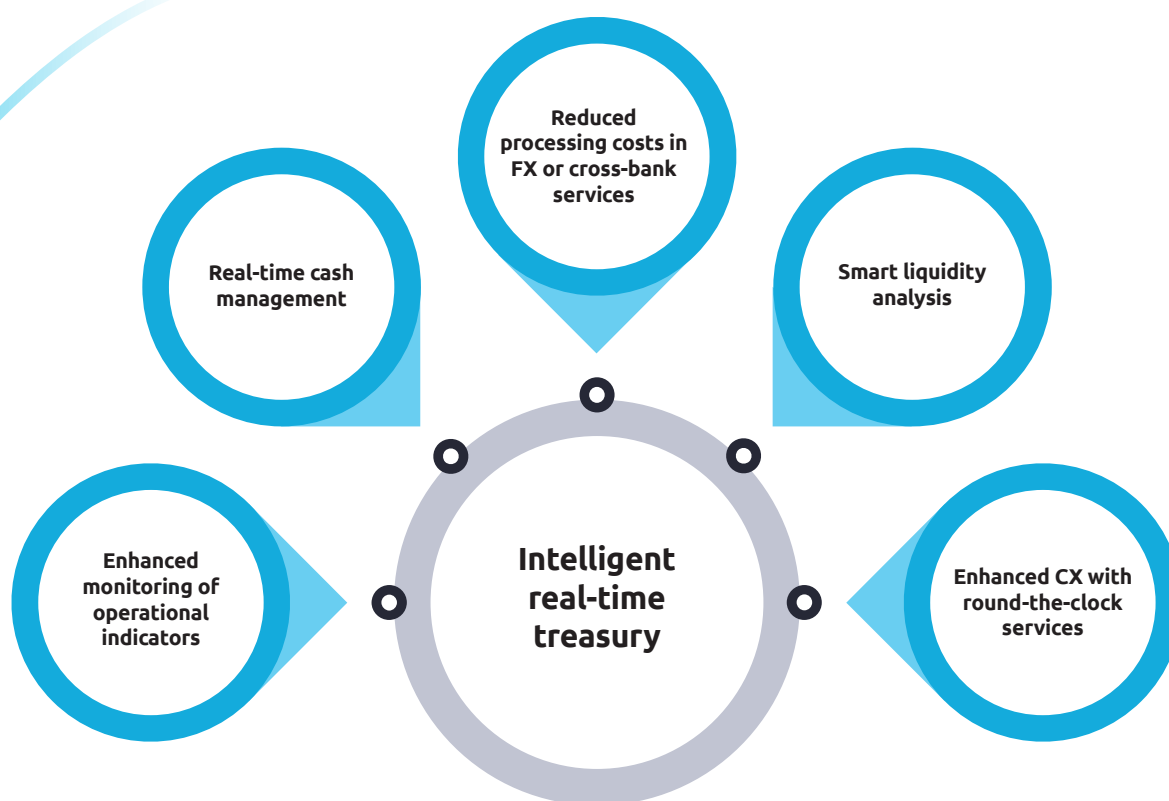 Reduced
processing costs in
FX or cross-bank
services
Real-time cash
management
Smart liquidity
analysis
Enhanced
monitoring of
operational
indicators
Intelligent
real-time
treasury
Enhanced CX with
round-the-clock
services